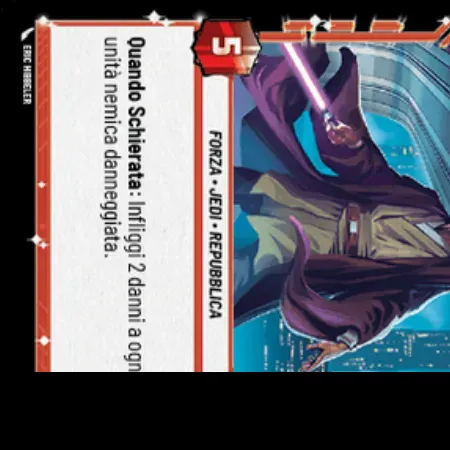 5
FORZA • JEDI • REPUBBLICA
Quando Schierata: Infliggi 2 danni a ogn
unità nemica danneggiata.
ERIC HIBBELER